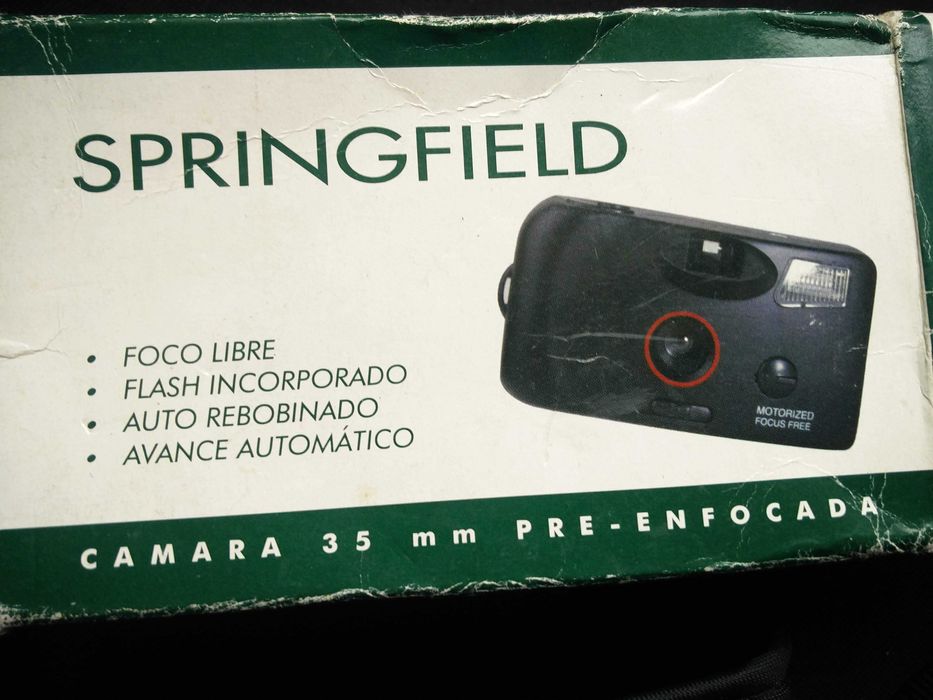 SPRINGFIELD
• FOCO LIBRE
• FLASH INCORPORADO
• AUTO REBOBINADO
• AVANCE AUTOMÁTICO
MOTORIZED
FOCUS FREE
CAMARA 35 mm PRE-ENFOCADA